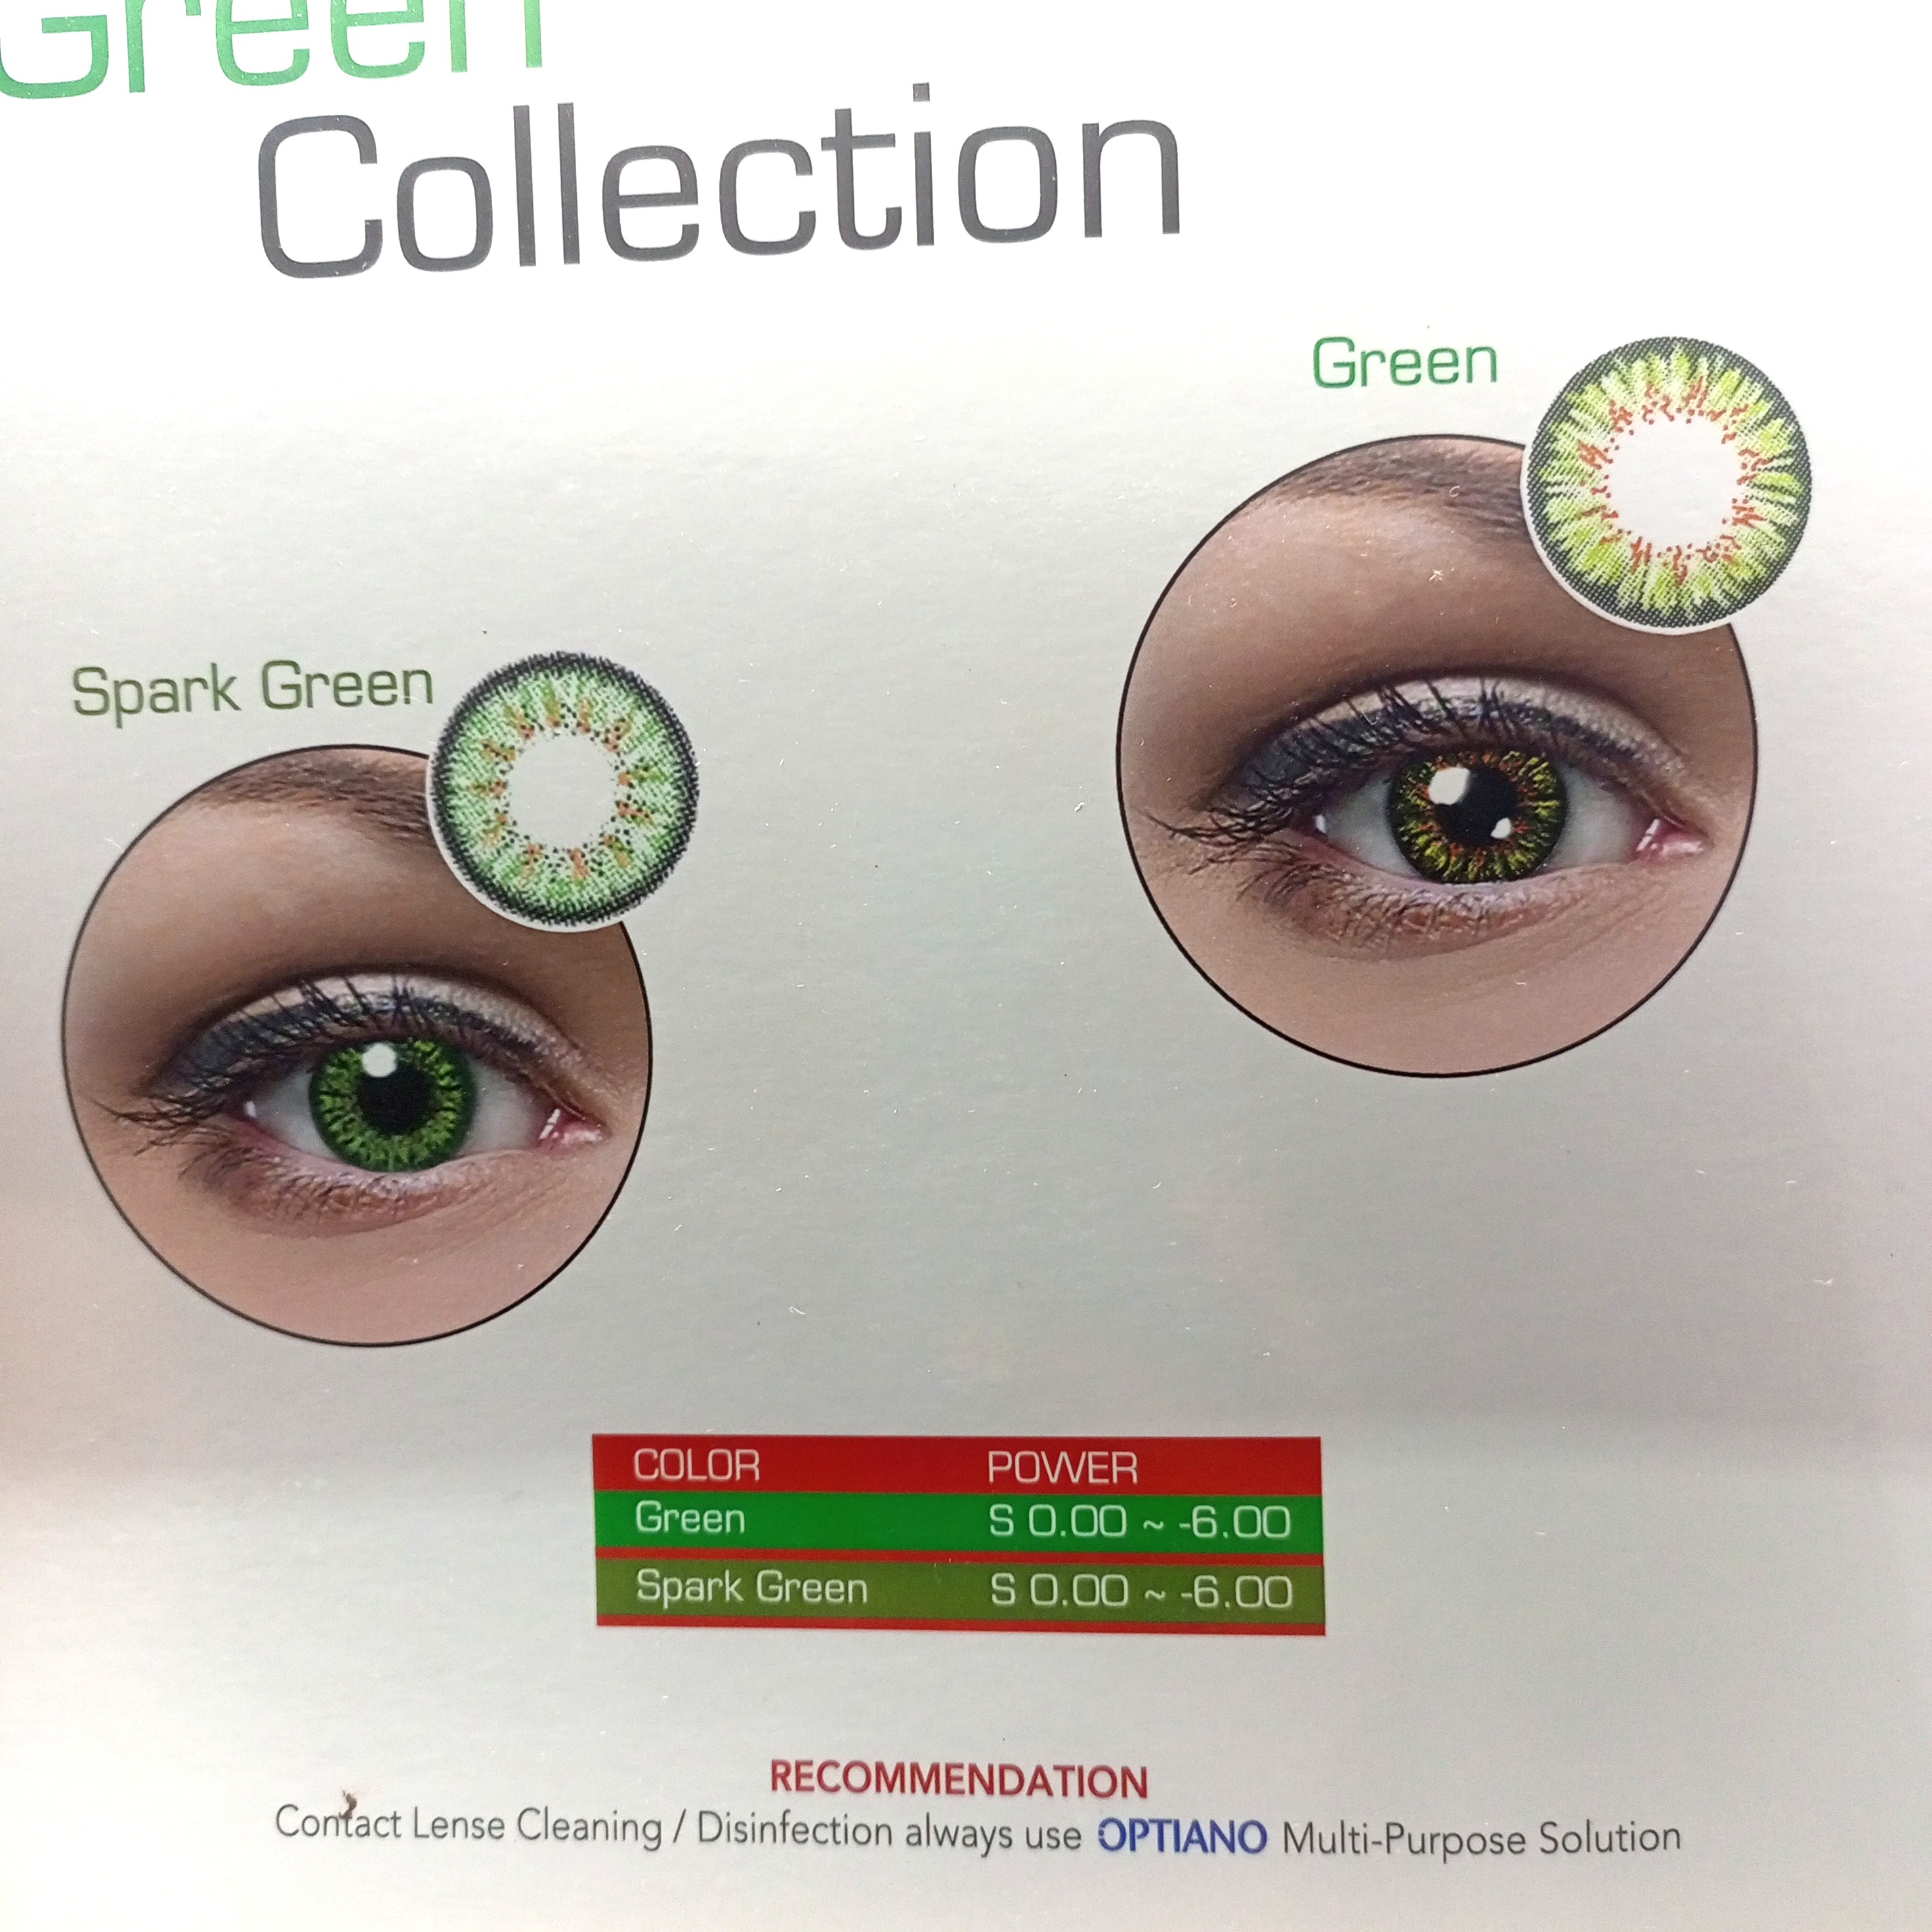 Green
Collection
Green
Spark Green
COLOR POWER
Green S 0.00 ~ -6.00
Spark Green S 0.00 ~ -6.00
RECOMMENDATION
Contact Lense Cleaning / Disinfection always use OPTIANO Multi-Purpose Solution